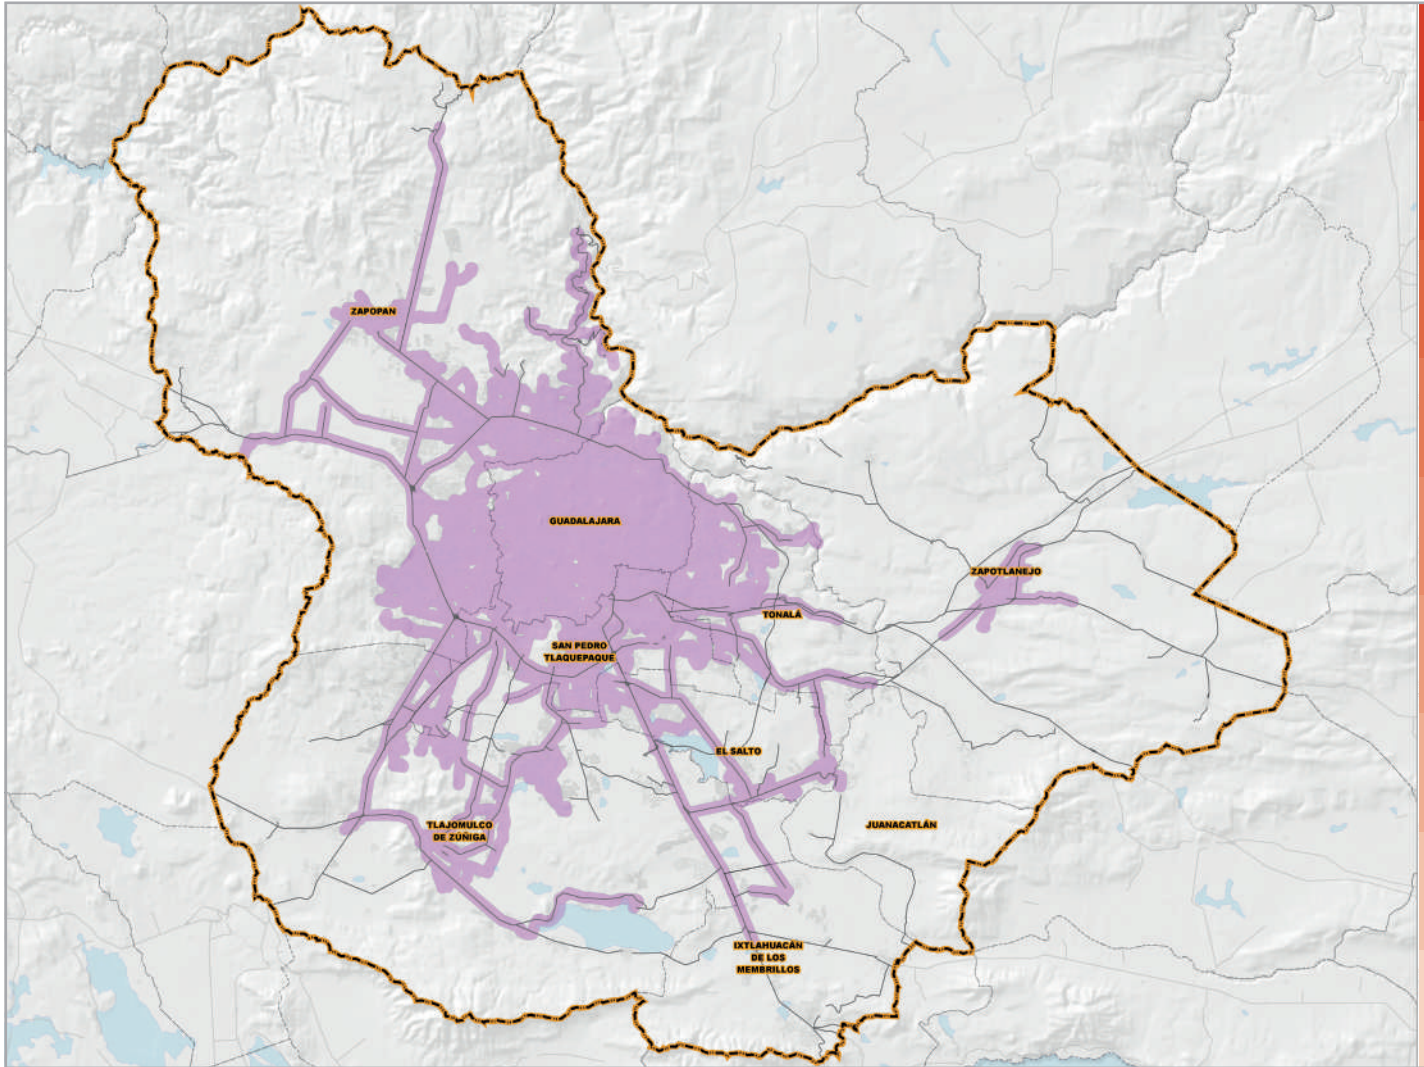 ZAPOPAN
GUADALAJARA
ZAPOTLANEJO
TONALÁ
SAN PEDRO
TLAQUEPAQUE
EL SALTO
TLAJOMULCO
DE ZÚÑIGA
JUANACATLÁN
IXTLAHUACÁN
DE LOS
MEMBRILLOS